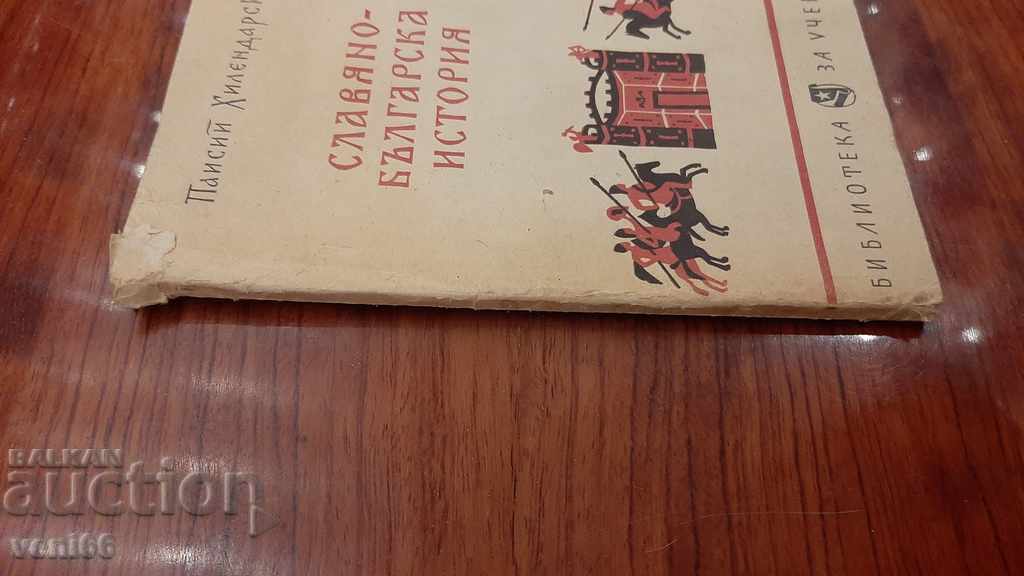 Паисий Хилендарск
СЛАВЯНО-
БЪЛГАРСКА
ИСТОРИЯ
БИБЛИОТЕКА ЗА УЧЕ
BALKAN
auction
veni66